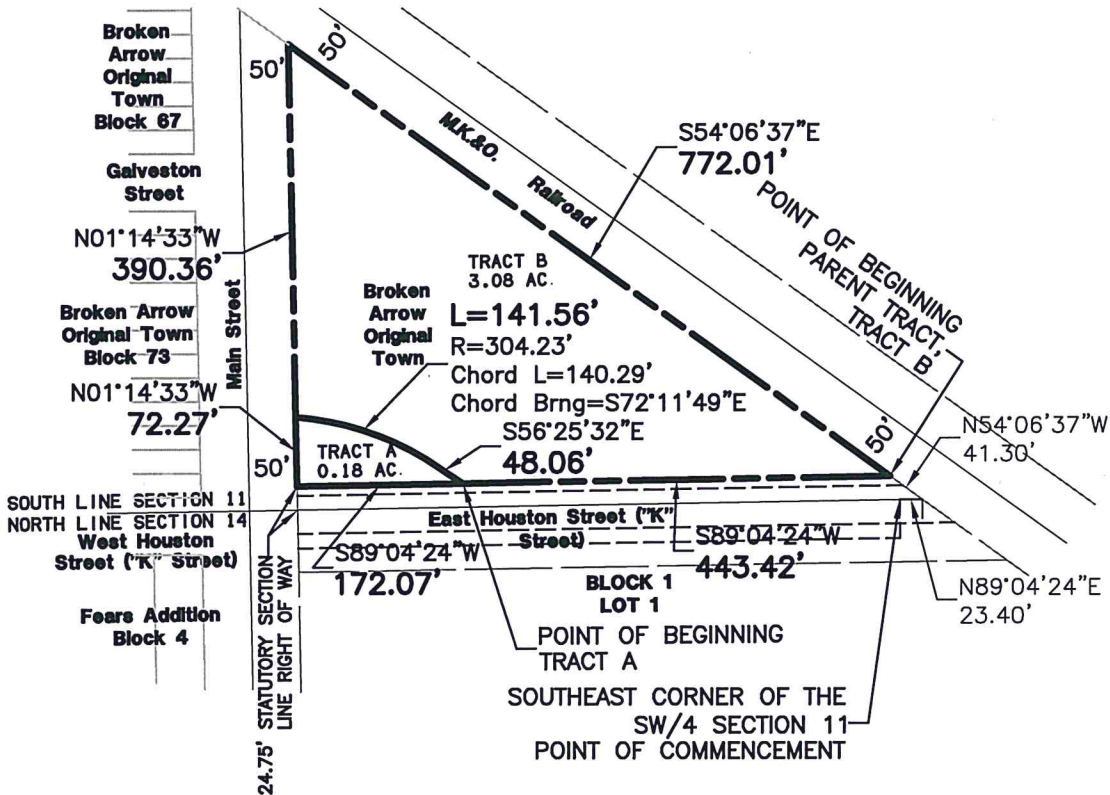 Broken
Arrow
Original
Town
Block 67
50'
50'
Galveston
Street
M.K.&O.
Railroad
S54°06'37"E
772.01'
N01°14'33"W
390.36'
POINT OF BEGINNING
PARENT TRACT,
TRACT B
TRACT B
3.08 AC.
Broken Arrow
Original Town
Block 73
Main Street
Broken
Arrow
Original
Town
L=141.56'
R=304.23'
Chord L=140.29'
Chord Brng=S72°11'49"E
N01°14'33"W
72.27'
S56°25'32"E
48.06'
TRACT A
0.18 AC.
50'
50'
N54°06'37"W
41.30'
SOUTH LINE SECTION 11
NORTH LINE SECTION 14
West Houston
Street ("K" Street)
East Houston Street ("K"
Street)
S89°04'24"W
172.07'
S89°04'24"W
443.42'
BLOCK 1
LOT 1
N89°04'24"E
23.40'
Fears Addition
Block 4
24.75' STATUTORY SECTION
LINE RIGHT OF WAY
POINT OF BEGINNING
TRACT A
SOUTHEAST CORNER OF THE
SW/4 SECTION 11
POINT OF COMMENCEMENT